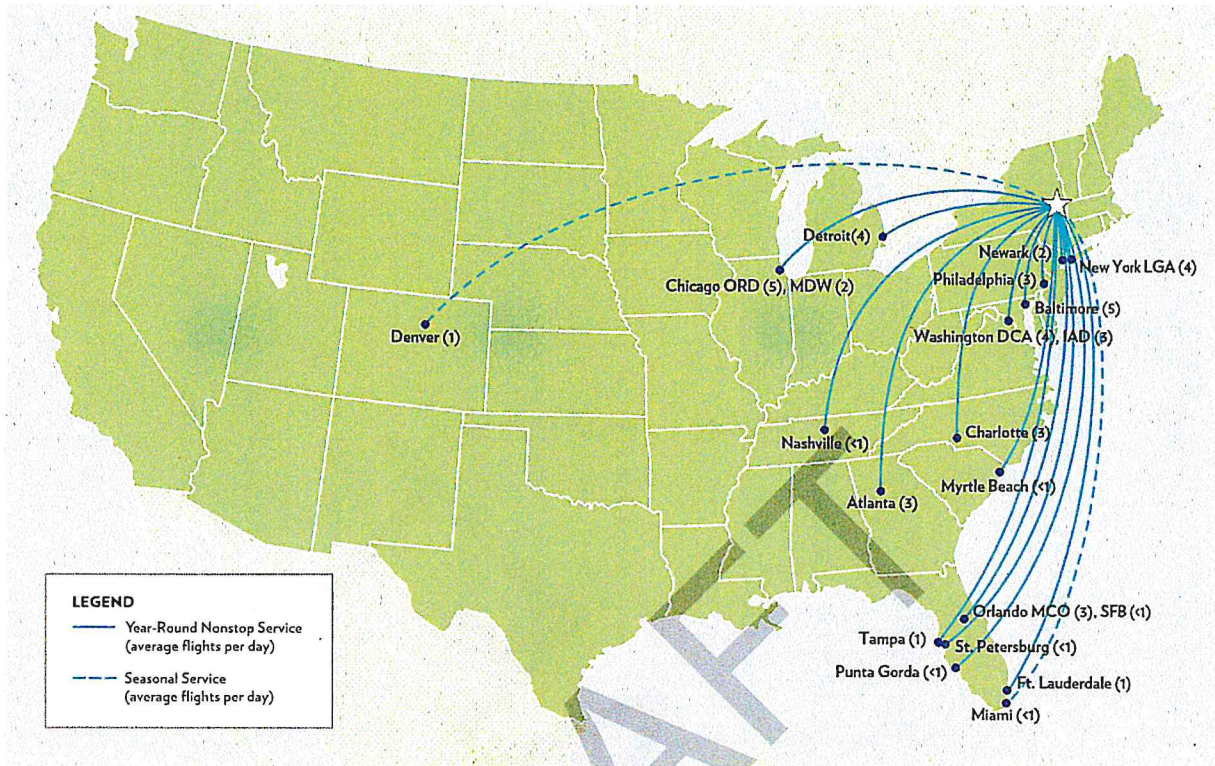 Detroit(4)
Newark (2)
New York LGA (4)
Philadelphia (3)
Chicago ORD (5), MDW (2)
Baltimore (5)
Denver (1)
Washington DCA (4), IAD (3)
Nashville (<1)
Charlotte (3)
Myrtle Beach (<1)
Atlanta (3)
Orlando MCO (3), SFB (<1)
Tampa (1)
St. Petersburg (<1)
Punta Gorda (<1)
Ft. Lauderdale (1)
Miami (<1)
LEGEND
Year-Round Nonstop Service
(average flights per day)
Seasonal Service
(average flights per day)